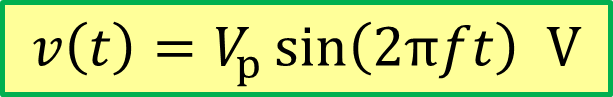 v(t) = Vₚ sin(2πft) V